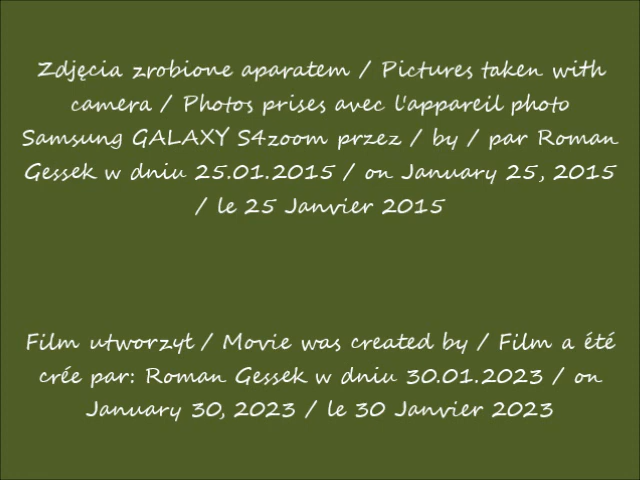 Zdjęcia zrobione aparatem / Pictures taken with
camera / Photos prises avec l'appareil photo
Samsung GALAXY S4zoom przez / by / par Roman
Gessek w dniu 25.01.2015 / on January 25, 2015
/ le 25 Janvier 2015
Film utworzył / Movie was created by / Film a été
crée par: Roman Gessek w dniu 30.01.2023 / on
January 30, 2023 / le 30 Janvier 2023